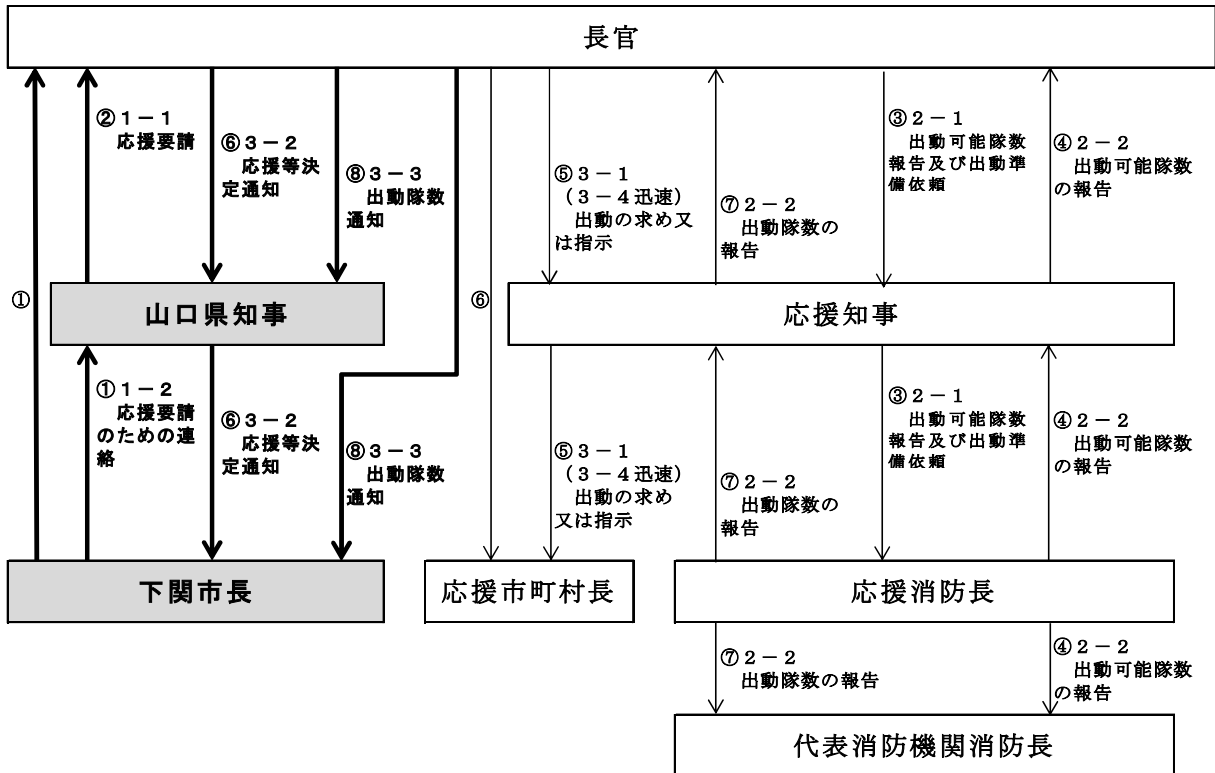 長官
②１－１
応援要請
⑥３－２
応援等決
定通知
⑧３－３
出動隊数
通知
⑤３－１
（３－４迅速）
出動の求め又
は指示
⑦２－２
出動隊数の
報告
③２－１
出動可能隊数
報告及び出動準
備依頼
④２－２
出動可能隊数
の報告
①
山口県知事
⑥
応援知事
①１－２
応援要請
のための連
絡
⑥３－２
応援等決
定通知
⑧３－３
出動隊数
通知
⑤３－１
（３－４迅速）
出動の求め
又は指示
⑦２－２
出動隊数の
報告
③２－１
出動可能隊数
報告及び出動準
備依頼
④２－２
出動可能隊数
の報告
下関市長
応援市町村長
応援消防長
⑦２－２
出動隊数の報告
④２－２
出動可能隊数
の報告
代表消防機関消防長